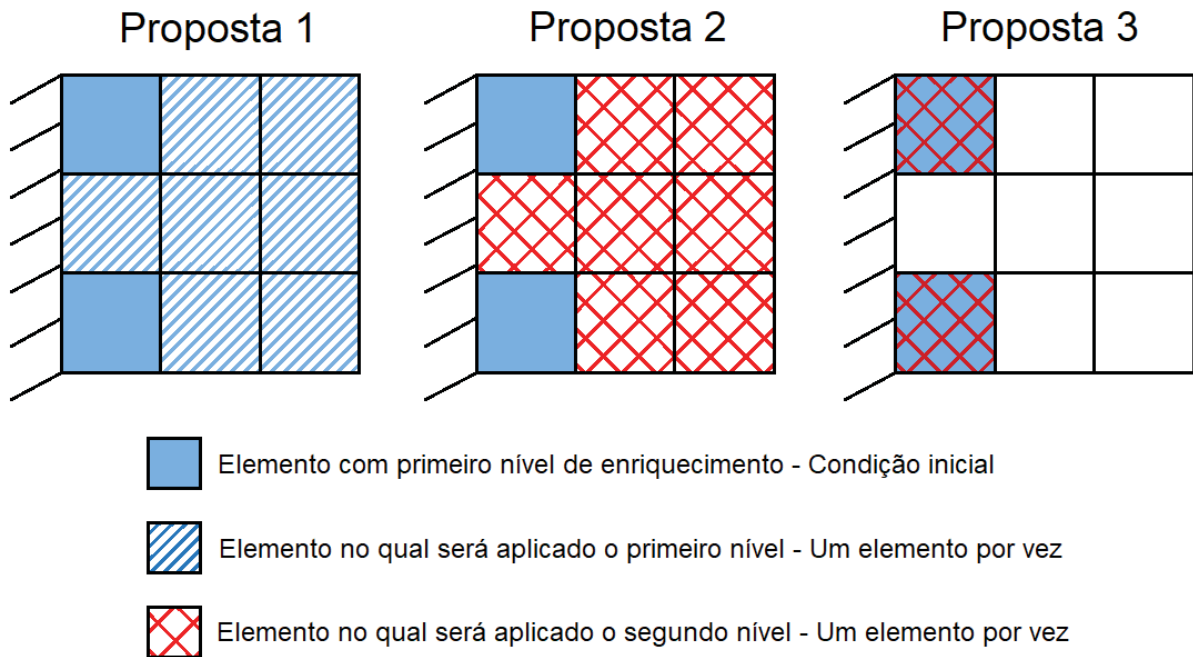 Proposta 1
Proposta 2
Proposta 3
Elemento com primeiro nível de enriquecimento - Condição inicial
Elemento no qual será aplicado o primeiro nível - Um elemento por vez
Elemento no qual será aplicado o segundo nível - Um elemento por vez